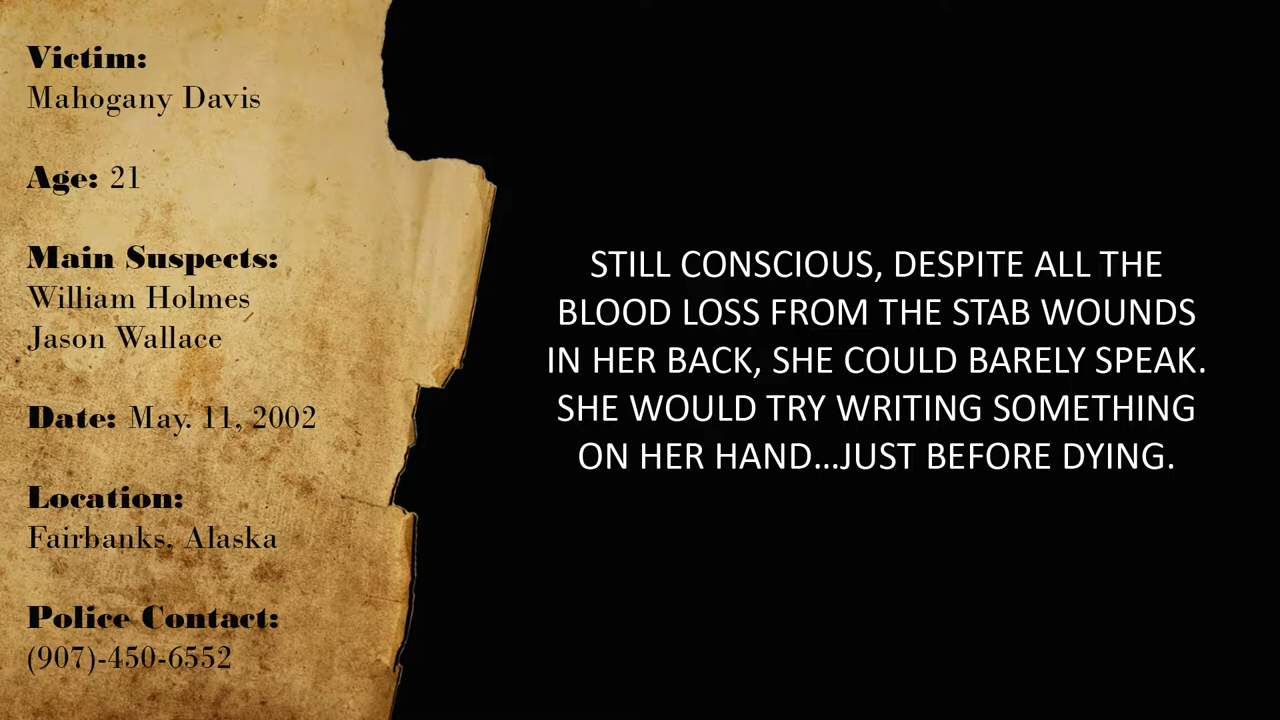 Victim:
Mahogany Davis
Age: 21
Main Suspects:
William Holmes
Jason Wallace
Date: May. 11, 2002
Location:
Fairbanks, Alaska
Police Contact:
(907)-450-6552
STILL CONSCIOUS, DESPITE ALL THE
BLOOD LOSS FROM THE STAB WOUNDS
IN HER BACK, SHE COULD BARELY SPEAK.
SHE WOULD TRY WRITING SOMETHING
ON HER HAND...JUST BEFORE DYING.